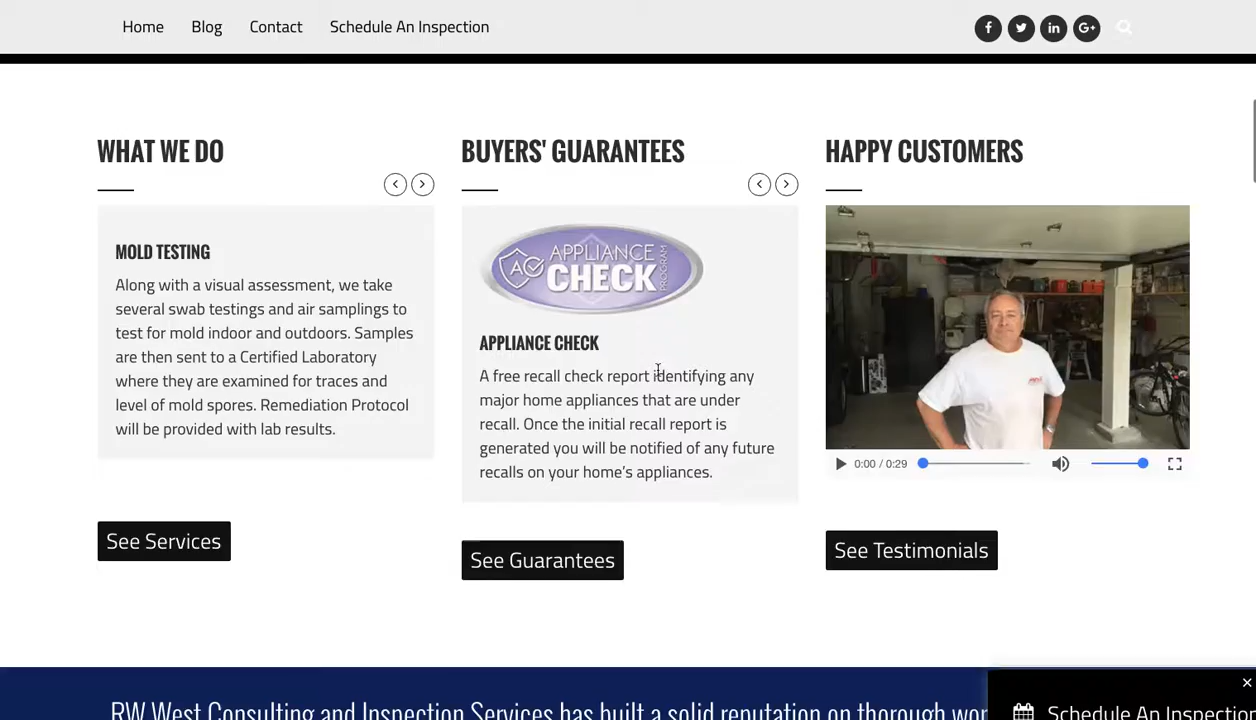 Home Blog Contact Schedule An Inspection
WHAT WE DO
MOLD TESTING
Along with a visual assessment, we take
several swab testings and air samplings to
test for mold indoor and outdoors. Samples
are then sent to a Certified Laboratory
where they are examined for traces and
level of mold spores. Remediation Protocol
will be provided with lab results.
See Services
BUYERS' GUARANTEES
APPLIANCE
CHECK
PROGRAM
APPLIANCE CHECK
A free recall check report identifying any
major home appliances that are under
recall. Once the initial recall report is
generated you will be notified of any future
recalls on your home's appliances.
See Guarantees
HAPPY CUSTOMERS
0:00 / 0:29
See Testimonials
RW West Consulting and Inspection Services has built a solid reputation on thorough
Schedule An Inspectio